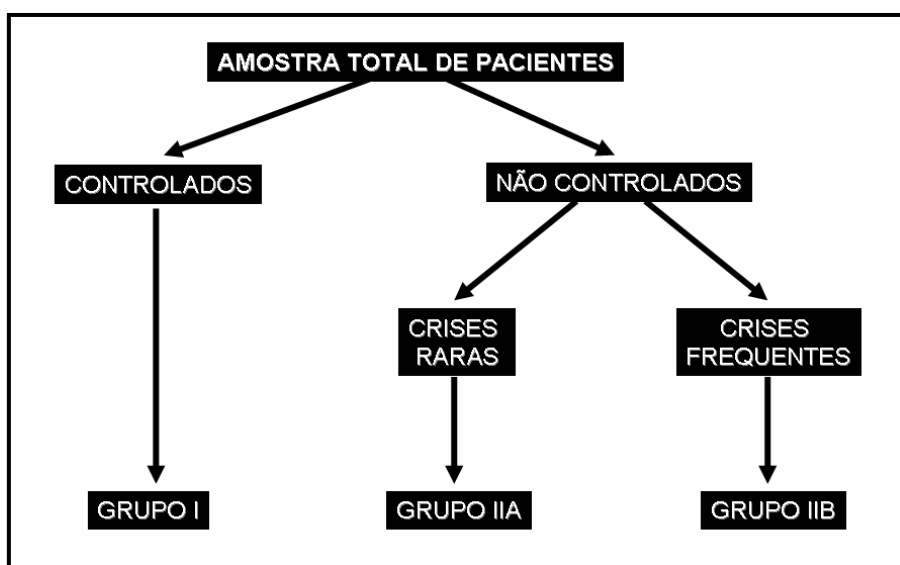 AMOSTRA TOTAL DE PACIENTES
CONTROLADOS
NÃO CONTROLADOS
CRISES
RARAS
CRISES
FREQUENTES
GRUPO I
GRUPO IIA
GRUPO IIB